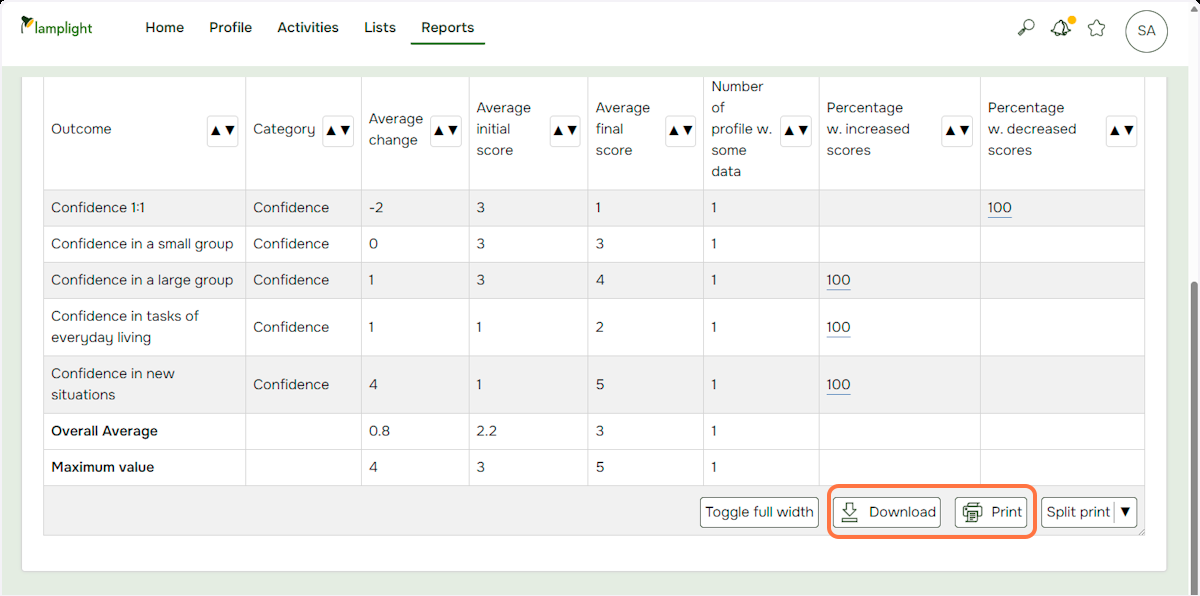 lamplight
Home Profile Activities Lists Reports
SA
Outcome ▲▼ Category ▲▼ Average change ▲▼ Average initial score ▲▼ Average final score ▲▼ Number of profile w. some data ▲▼ Percentage w. increased scores ▲▼ Percentage w. decreased scores ▲▼
Confidence 1:1 Confidence -2 3 1 1 100
Confidence in a small group Confidence 0 3 3 1
Confidence in a large group Confidence 1 3 4 1 100
Confidence in tasks of everyday living Confidence 1 1 2 1 100
Confidence in new situations Confidence 4 1 5 1 100
Overall Average 0.8 2.2 3 1
Maximum value 4 3 5 1
Toggle full width Download Print Split print ▼